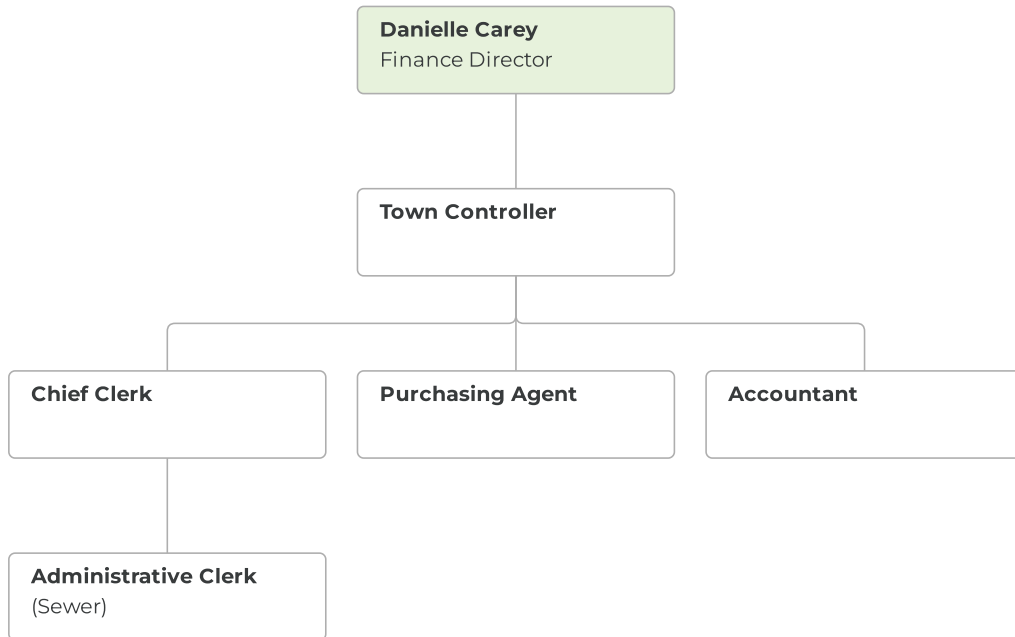 Danielle Carey
Finance Director
Town Controller
Chief Clerk
Purchasing Agent
Accountant
Administrative Clerk
(Sewer)